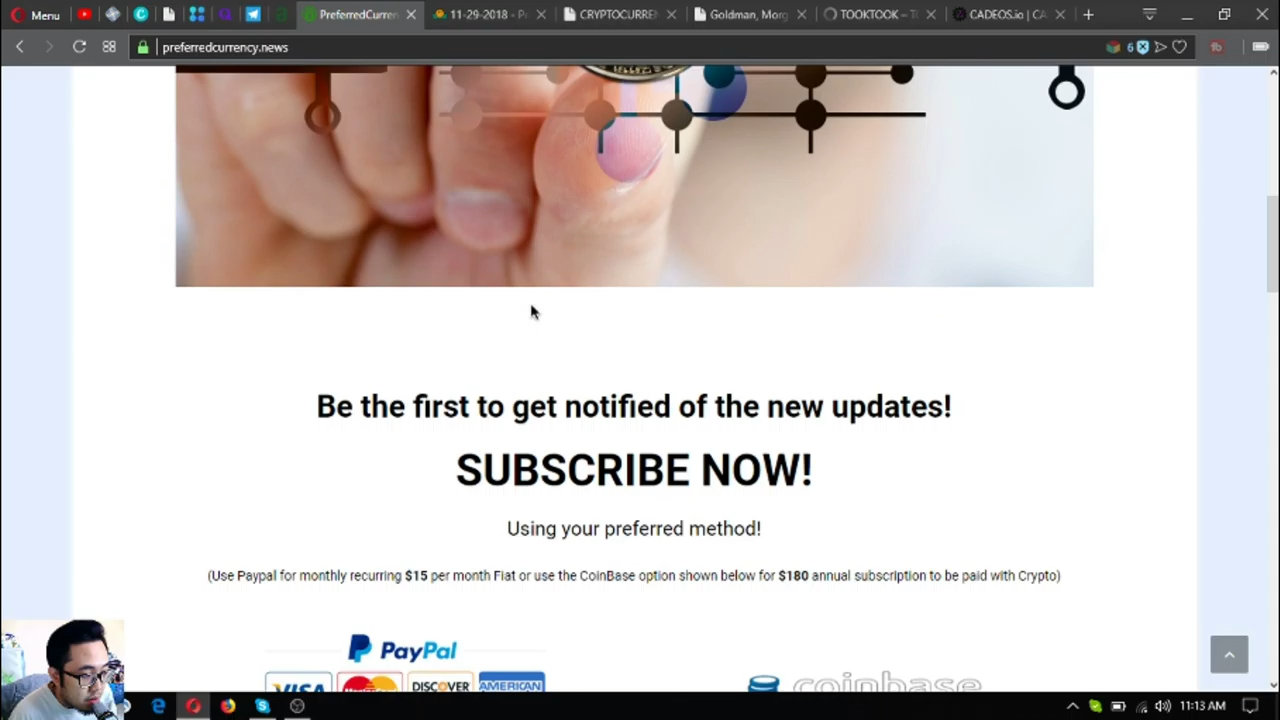 Menu
PreferredCurren
11-29-2018 - P
CRYPTOCURRE
Goldman, Morg
TOOKTOOK – T
CADEOS.io | CA
preferredcurrency.news
6
Be the first to get notified of the new updates!
SUBSCRIBE NOW!
Using your preferred method!
(Use Paypal for monthly recurring $15 per month Fiat or use the CoinBase option shown below for $180 annual subscription to be paid with Crypto)
PayPal
VISA
MasterCard
DISCOVER
AMERICAN
coinbase
11:13 AM